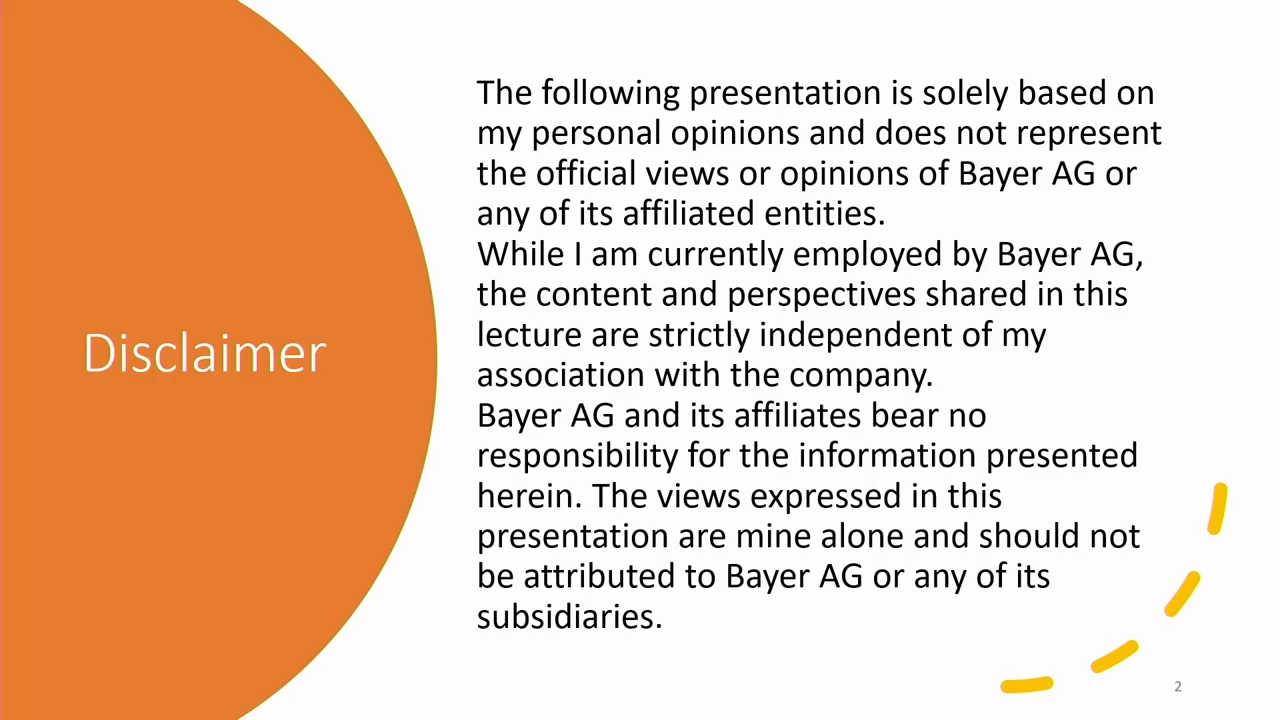 Disclaimer
The following presentation is solely based on
my personal opinions and does not represent
the official views or opinions of Bayer AG or
any of its affiliated entities.
While I am currently employed by Bayer AG,
the content and perspectives shared in this
lecture are strictly independent of my
association with the company.
Bayer AG and its affiliates bear no
responsibility for the information presented
herein. The views expressed in this
presentation are mine alone and should not
be attributed to Bayer AG or any of its
subsidiaries.
2